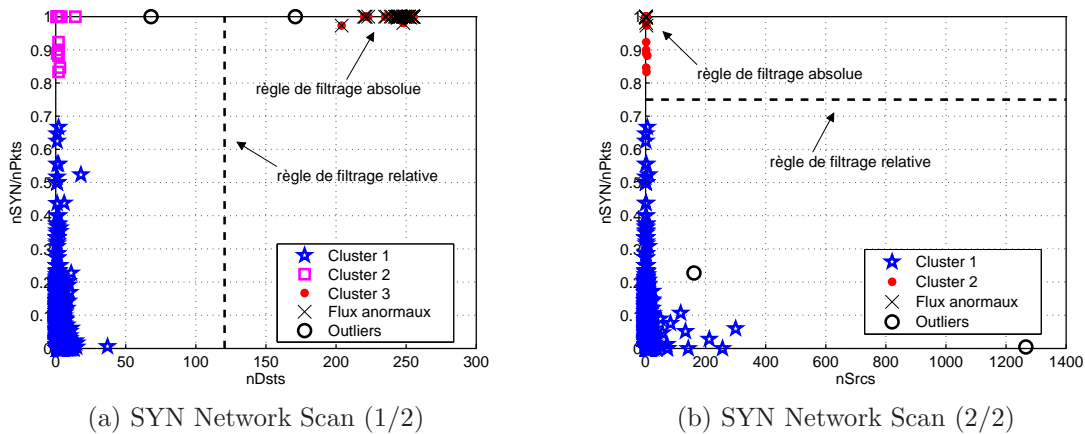 1
0.9
0.8
0.7
0.6
0.5
0.4
0.3
0.2
0.1
0
nSYN/nPkts
0 50 100 150 200 250 300
nDsts
règle de filtrage absolue
règle de filtrage relative
Cluster 1
Cluster 2
Cluster 3
Flux anormaux
Outliers
(a) SYN Network Scan (1/2)
1
0.9
0.8
0.7
0.6
0.5
0.4
0.3
0.2
0.1
0
nSYN/nPkts
0 200 400 600 800 1000 1200 1400
nSrcs
règle de filtrage absolue
règle de filtrage relative
Cluster 1
Cluster 2
Flux anormaux
Outliers
(b) SYN Network Scan (2/2)